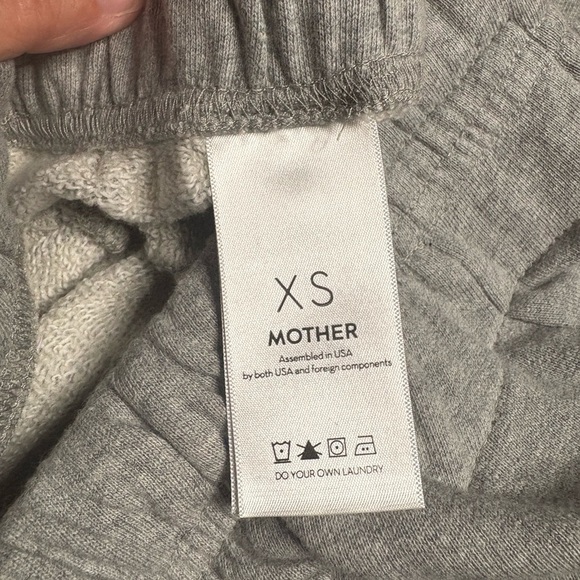 XS
MOTHER
Assembled in USA
by both USA and foreign components
DO YOUR OWN LAUNDRY